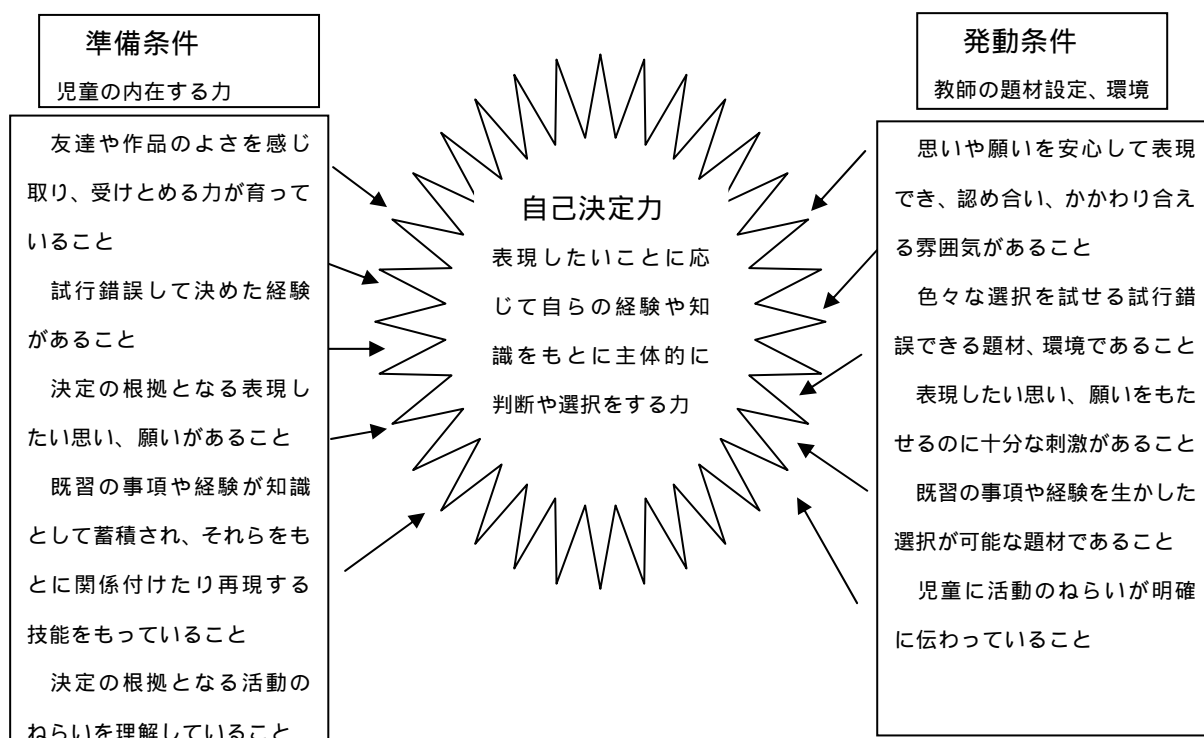 準備条件
児童の内在する力
友達や作品のよさを感じ
取り、受けとめる力が育って
いること
試行錯誤して決めた経験
があること
決定の根拠となる表現し
たい思い、願いがあること
既習の事項や経験が知識
として蓄積され、それらをも
とに関係付けたり再現する
技能をもっていること
決定の根拠となる活動の
ねらいを理解していること
自己決定力
表現したいことに応
じて自らの経験や知
識をもとに主体的に
判断や選択をする力
発動条件
教師の題材設定、環境
思いや願いを安心して表現
でき、認め合い、かかわり合え
る雰囲気があること
色々な選択を試せる試行錯
誤できる題材、環境であること
表現したい思い、願いをもた
せるのに十分な刺激があること
既習の事項や経験を生かした
選択が可能な題材であること
児童に活動のねらいが明確
に伝わっていること